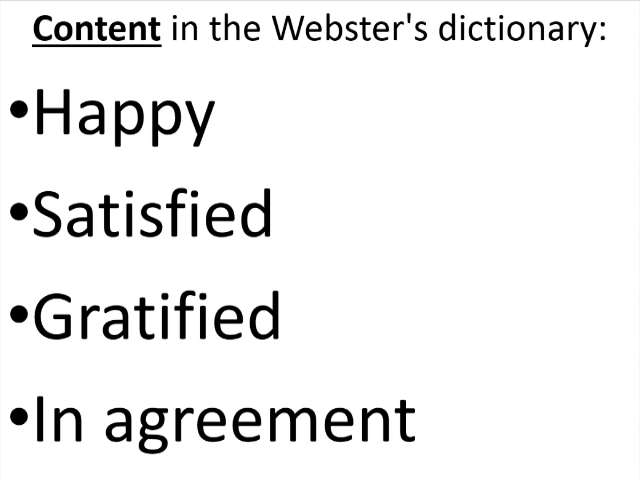 Content in the Webster's dictionary:
•Happy
•Satisfied
•Gratified
•In agreement